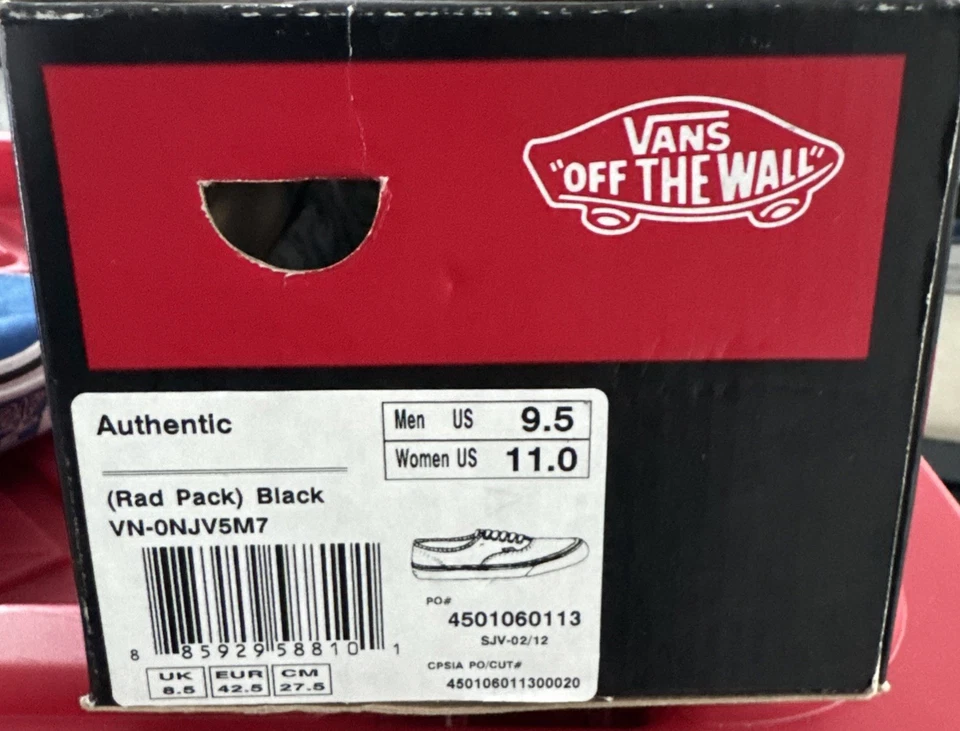 VANS
"OFF THE WALL"
Authentic
Men US 9.5
Women US 11.0
(Rad Pack) Black
VN-0NJV5M7
8 85929 58810 1
UK EUR CM
8.5 42.5 27.5
PO#
4501060113
SJV-02/12
CPSIA PO/CUT#
450106011300020